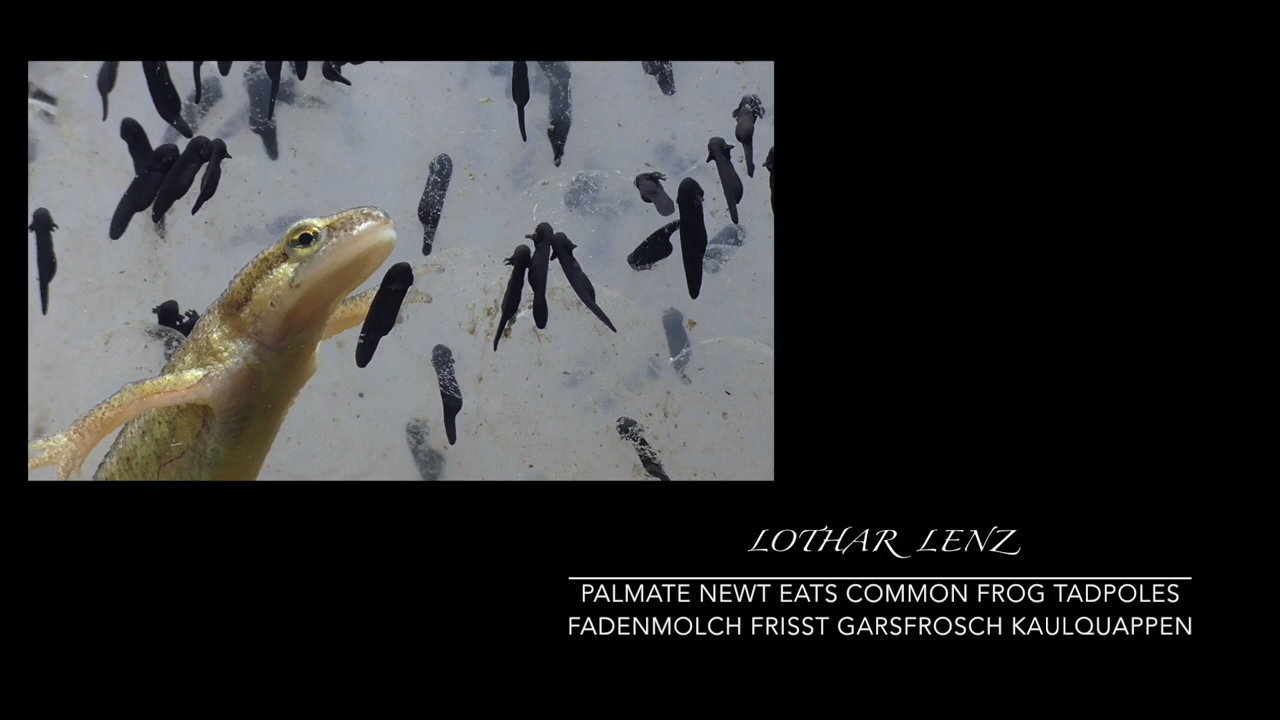 LOTHAR LENZ
PALMATE NEWT EATS COMMON FROG TADPOLES
FADENMOLCH FRISST GARSFROSCH KAULQUAPPEN